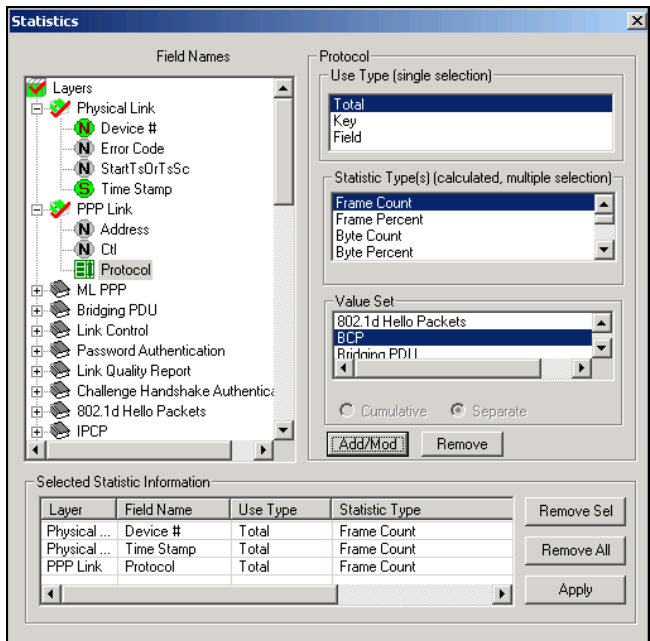 Statistics
Field Names
Layers
Physical Link
N Device #
N Error Code
N StartTsOrTsSc
S Time Stamp
PPP Link
N Address
N Ctl
Protocol
ML PPP
Bridging PDU
Link Control
Password Authentication
Link Quality Report
Challenge Handshake Authentica
802.1d Hello Packets
IPCP
Protocol
Use Type (single selection)
Total
Key
Field
Statistic Type(s) (calculated, multiple selection)
Frame Count
Frame Percent
Byte Count
Byte Percent
Value Set
802.1d Hello Packets
BCP
Bridging PDU
Cumulative Separate
Add/Mod Remove
Selected Statistic Information
Layer Field Name Use Type Statistic Type
Physical ... Device # Total Frame Count
Physical ... Time Stamp Total Frame Count
PPP Link Protocol Total Frame Count
Remove Sel
Remove All
Apply